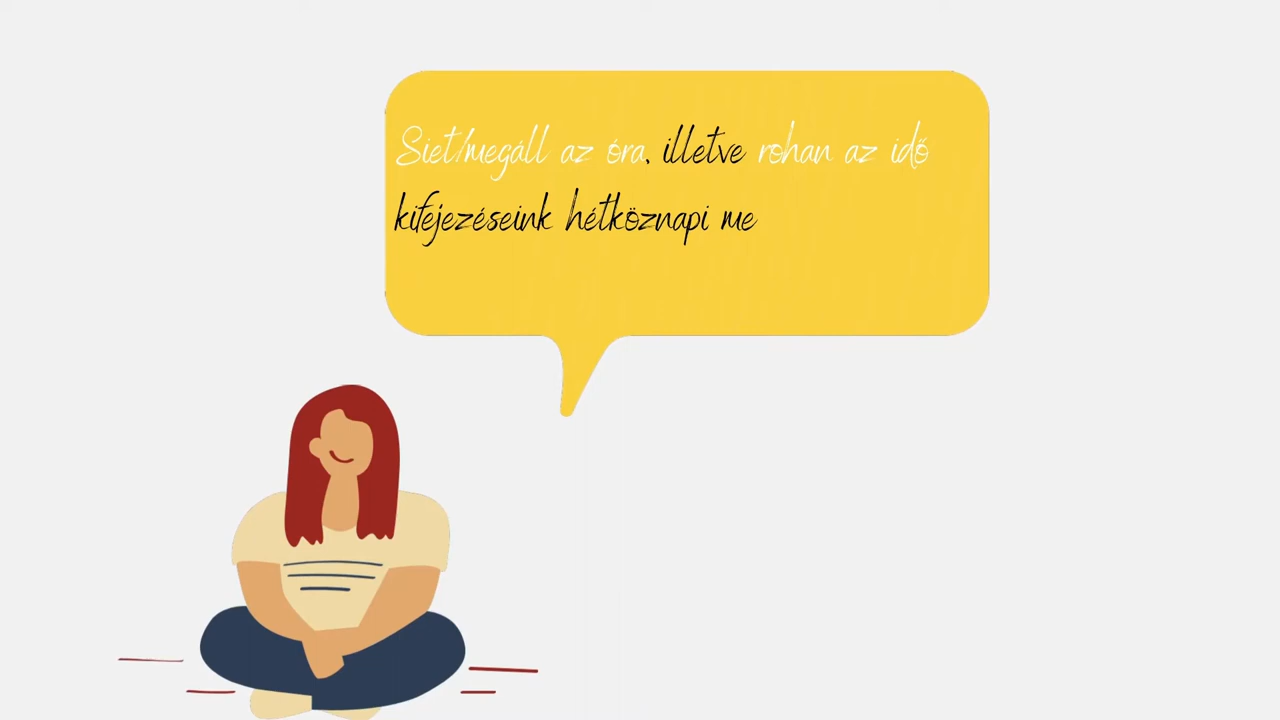 Siet/megáll az óra, illetve rohan az idő
kifejezéseink hétköznapi me